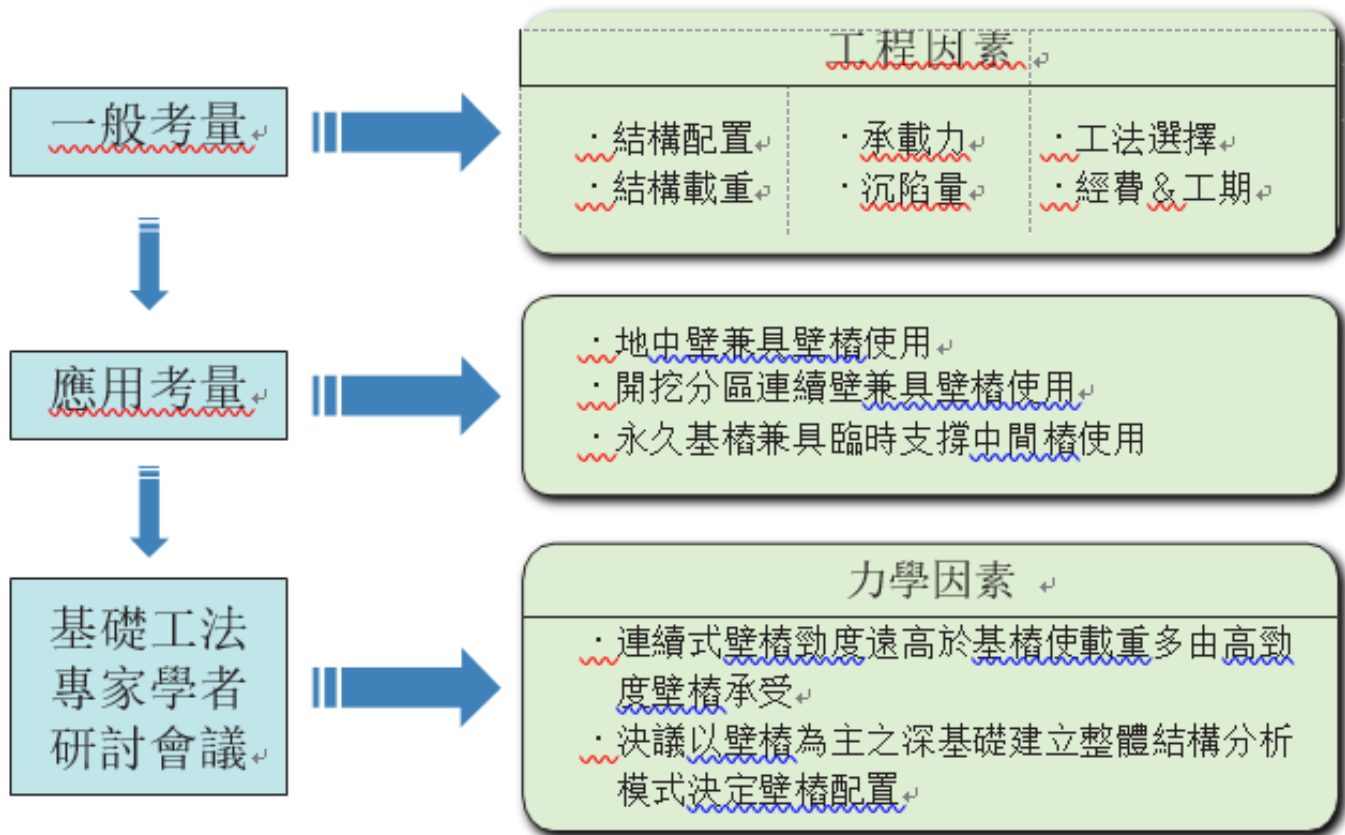 一般考量
工程因素
·結構配置
·結構載重
·承載力
·沉陷量
·工法選擇
·經費&工期
應用考量
·地中壁兼具壁樁使用
·開挖分區連續壁兼具壁樁使用
·永久基樁兼具臨時支撐中間樁使用
基礎工法
專家學者
研討會議
力學因素
·連續式壁樁勁度遠高於基樁使載重多由高勁
度壁樁承受
·決議以壁樁為主之深基礎建立整體結構分析
模式決定壁樁配置